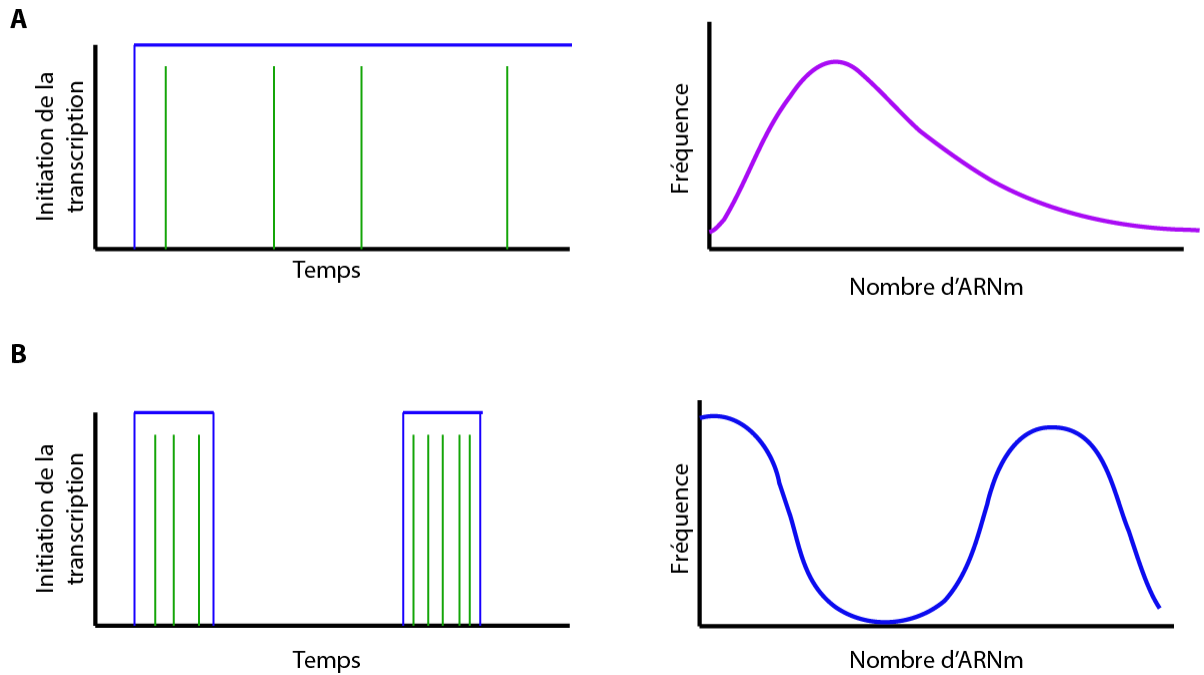 A
Initiation de la
transcription
Temps
Fréquence
Nombre d'ARNm
B
Initiation de la
transcription
Temps
Fréquence
Nombre d'ARNm